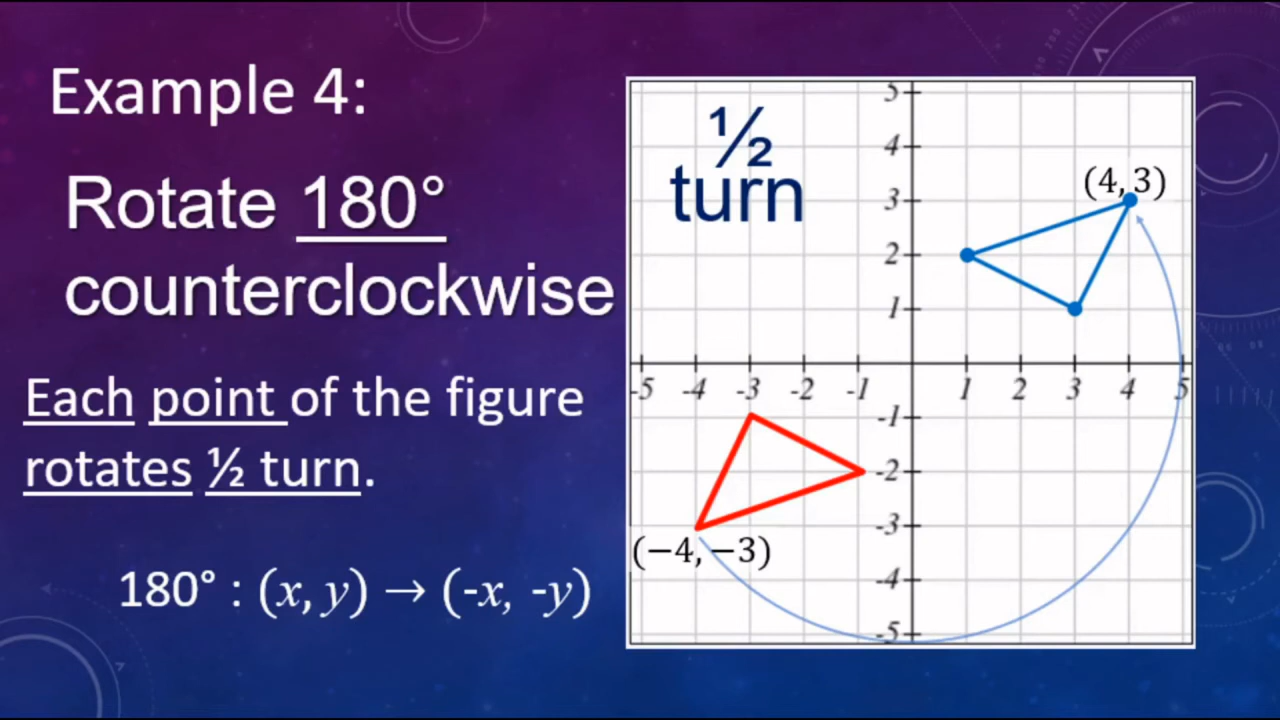 Example 4:
Rotate 180°
counterclockwise
Each point of the figure
rotates ½ turn.
180° : (x, y) → (-x, -y)
½
turn
5
4
(4, 3)
3
2
1
-5 -4 -3 -2 -1 1 2 3 4 5
-1
-2
-3
(−4, −3)
-4
-5